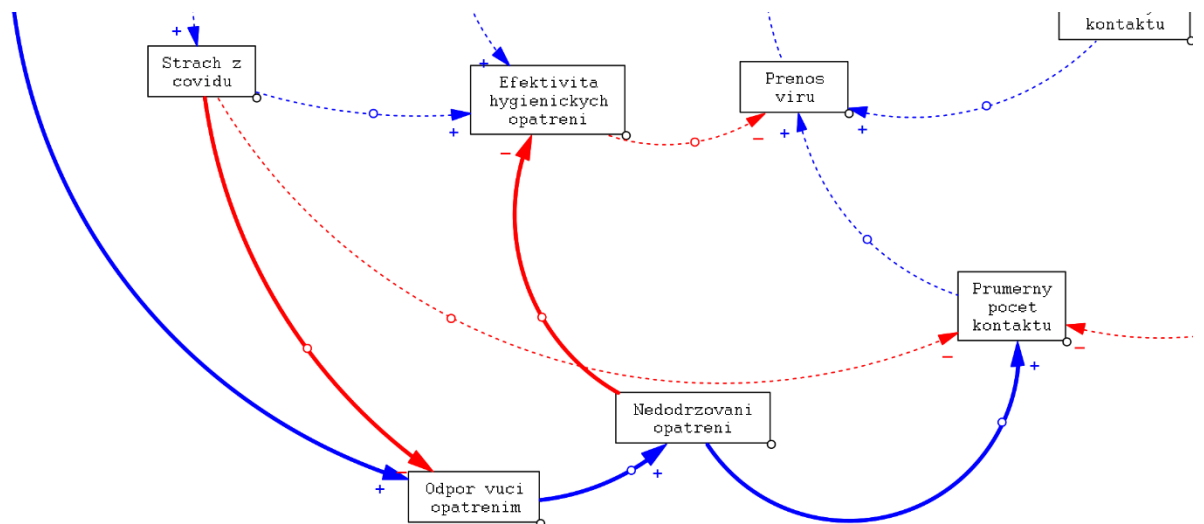 kontaktu
Strach z
covidu
Efektivita
hygienickych
opatreni
Prenos
viru
Prumerny
pocet
kontaktu
Nedodrzovani
opatreni
Odpor vuci
opatrenim